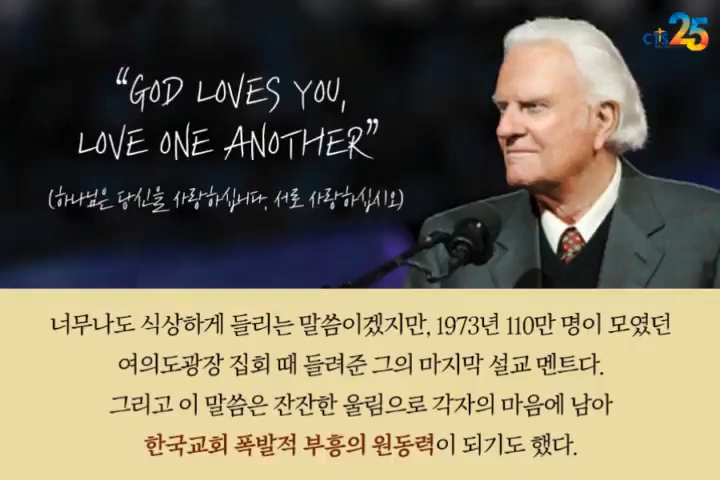 CTS 25
“GOD LOVES YOU,
LOVE ONE ANOTHER”
(하나님은 당신을 사랑하십니다. 서로 사랑하십시오)
너무나도 식상하게 들리는 말씀이겠지만, 1973년 110만 명이 모였던
여의도광장 집회 때 들려준 그의 마지막 설교 멘트다.
그리고 이 말씀은 잔잔한 울림으로 각자의 마음에 남아
한국교회 폭발적 부흥의 원동력이 되기도 했다.